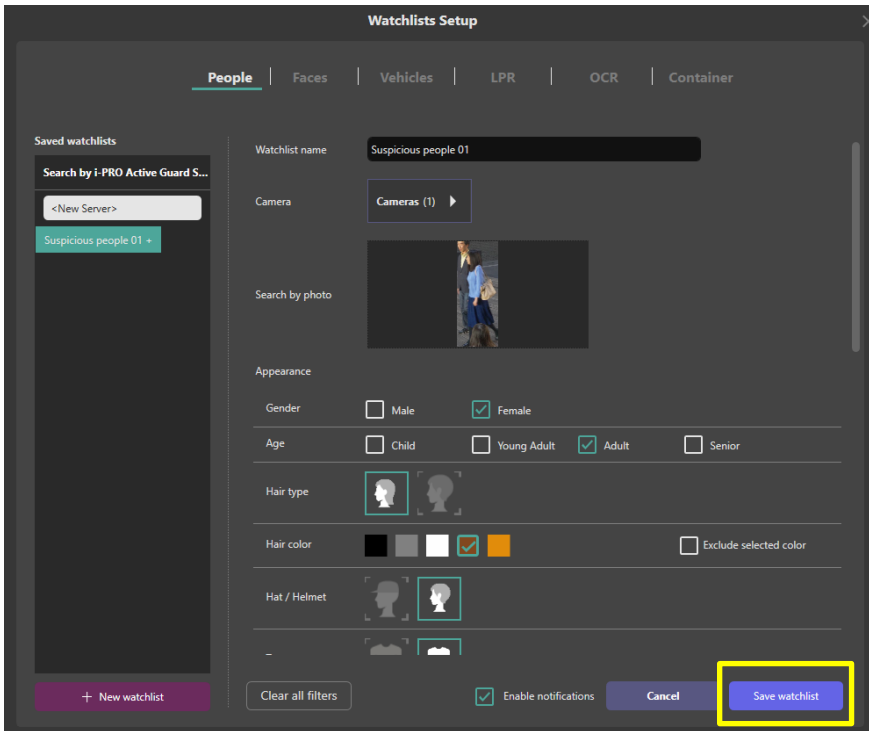 Watchlists Setup
People Faces Vehicles LPR OCR Container
Saved watchlists
Search by i-PRO Active Guard S...
<New Server>
Suspicious people 01 +
+ New watchlist
Watchlist name Suspicious people 01
Camera Cameras (1)
Search by photo
Appearance
Gender Male Female
Age Child Young Adult Adult Senior
Hair type
Hair color Exclude selected color
Hat / Helmet
Clear all filters Enable notifications Cancel Save watchlist